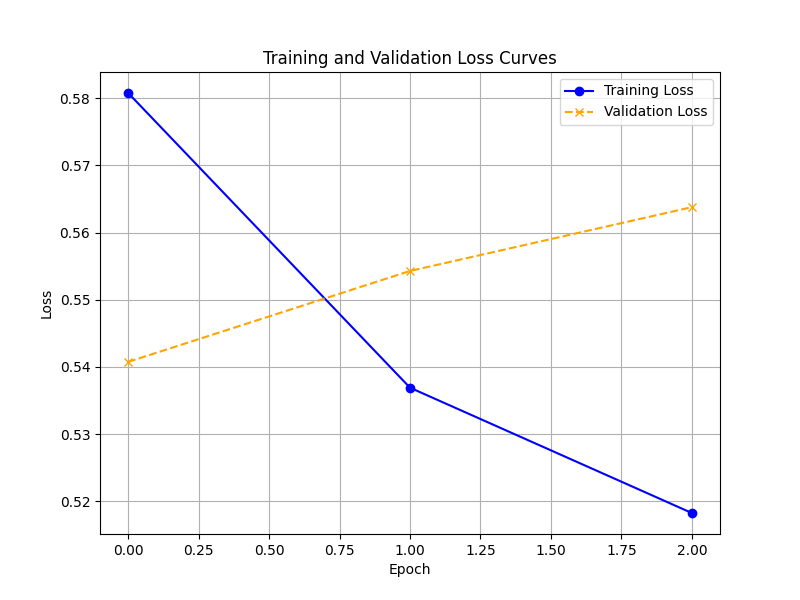 Training and Validation Loss Curves
Training Loss
Validation Loss
0.58
0.57
0.56
0.55
0.54
0.53
0.52
Loss
0.00 0.25 0.50 0.75 1.00 1.25 1.50 1.75 2.00
Epoch